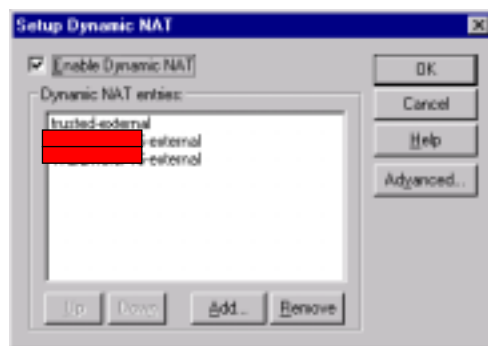 Setup Dynamic NAT
Enable Dynamic NAT
OK
Dynamic NAT entries:
Cancel
trusted-external
-external
-external
Help
Advanced...
Up
Down
Add...
Remove